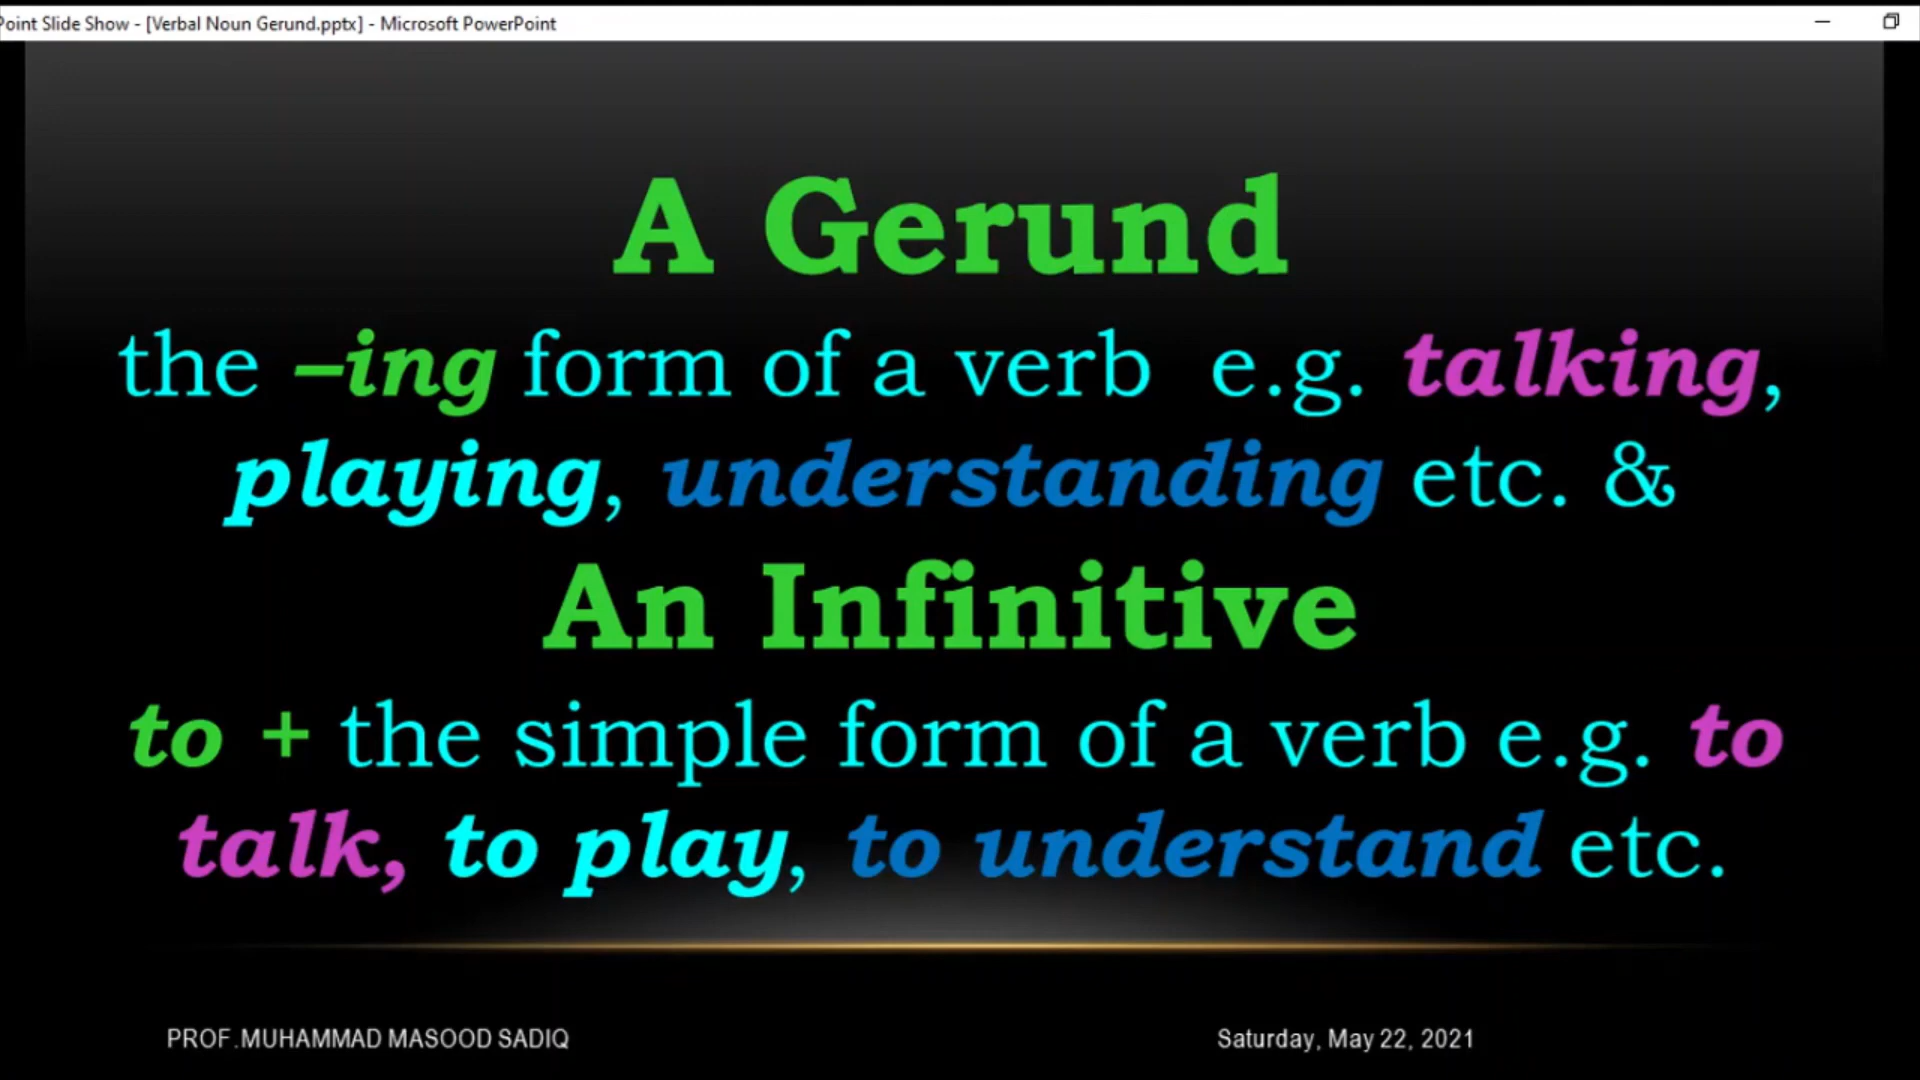 Point Slide Show - [Verbal Noun Gerund.pptx] - Microsoft PowerPoint
A Gerund
the –ing form of a verb e.g. talking,
playing, understanding etc. &
An Infinitive
to + the simple form of a verb e.g. to
talk, to play, to understand etc.
PROF.MUHAMMAD MASOOD SADIQ
Saturday, May 22, 2021